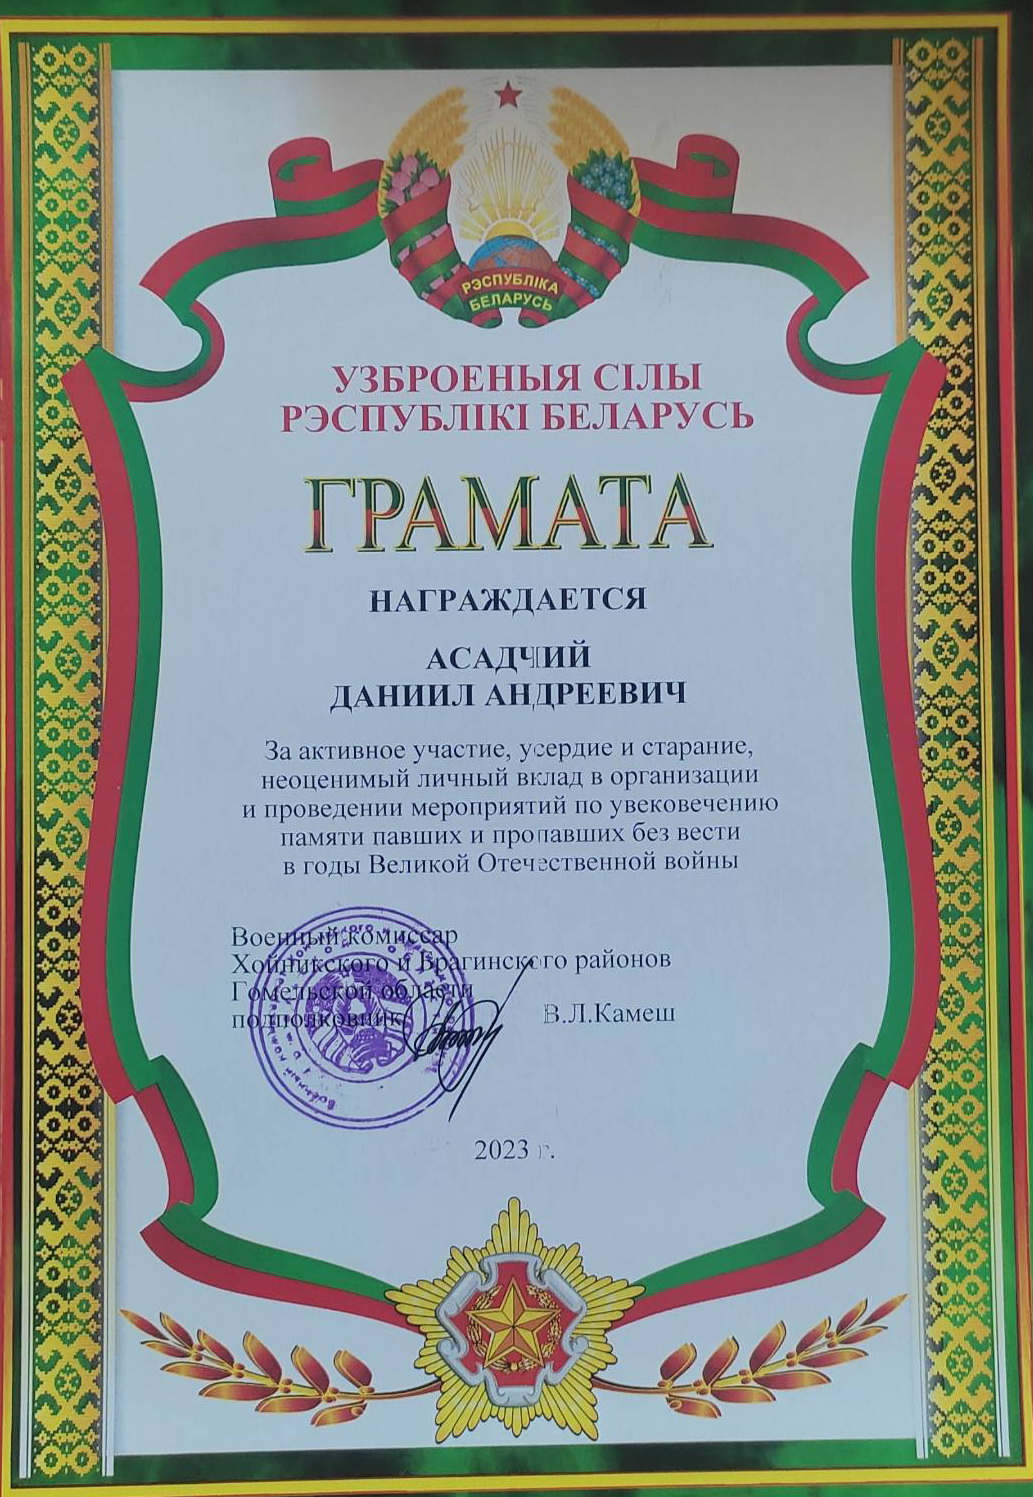 РЭСПУБЛІКА
БЕЛАРУСЬ
УЗБРОЕНЫЯ СІЛЫ
РЭСПУБЛІКІ БЕЛАРУСЬ
ГРАМАТА
НАГРАЖДАЕТСЯ
АСАДЧИЙ
ДАНИИЛ АНДРЕЕВИЧ
За активное участие, усердие и старание,
неоценимый личный вклад в организации
и проведении мероприятий по увековечению
памяти павших и пропавших без вести
в годы Великой Отечественной войны
Военный комиссар
Хойникского и Брагинского районов
Гомельской области
подполковник
В.Л.Камеш
2023 г.